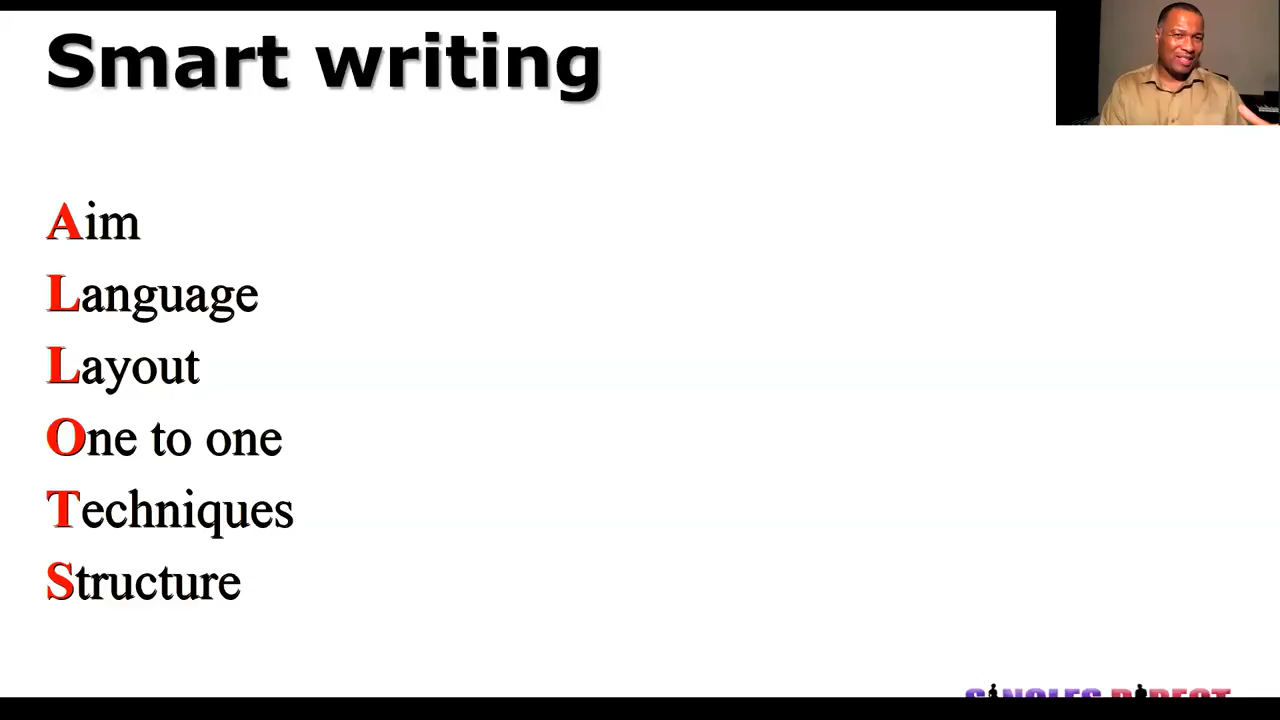 Smart writing
Aim
Language
Layout
One to one
Techniques
Structure